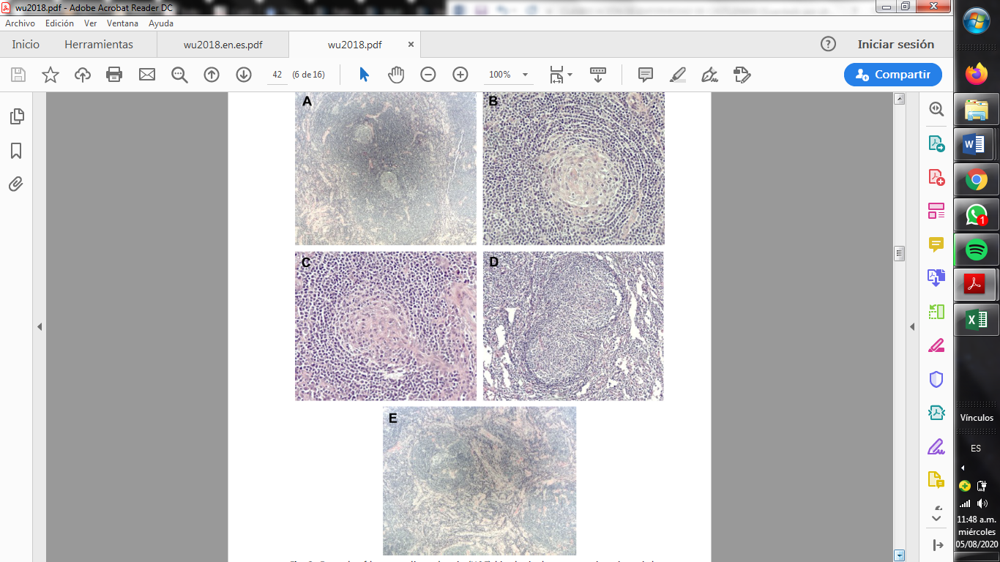 wu2018.pdf - Adobe Acrobat Reader DC
Archivo Edición Ver Ventana Ayuda
Inicio Herramientas wu2018.en.es.pdf wu2018.pdf × ? Iniciar sesión
42 (6 de 16) 100% Compartir
A B
C D
E
1
Vínculos
ES
11:48 a.m.
miércoles
05/08/2020